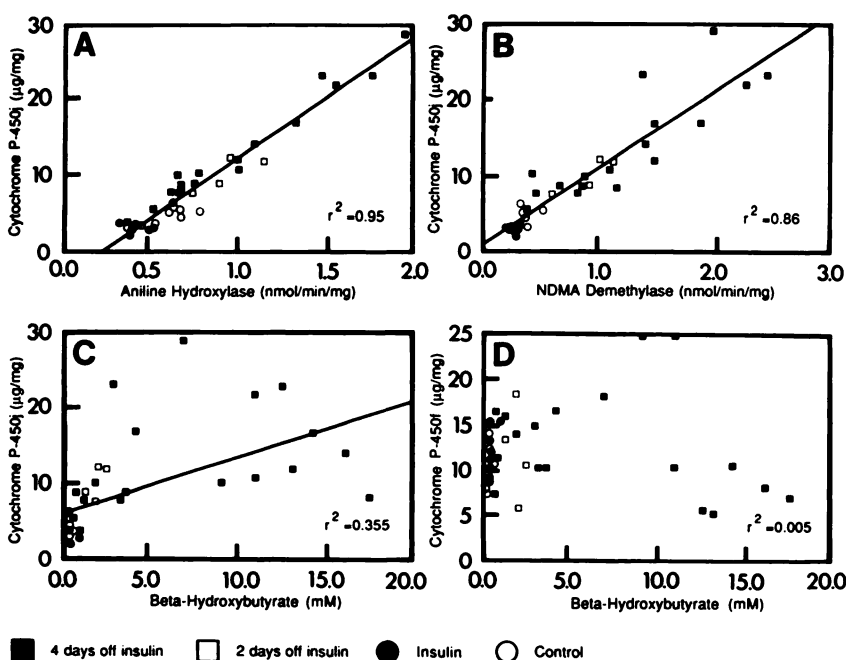 A
Cytochrome P-450j (µg/mg)
30
20
10
0
r² =0.95
0.0 0.5 1.0 1.5 2.0
Aniline Hydroxylase (nmol/min/mg)
B
Cytochrome P-450j (µg/mg)
30
20
10
0
r² =0.86
0.0 1.0 2.0 3.0
NDMA Demethylase (nmol/min/mg)
C
Cytochrome P-450j (µg/mg)
30
20
10
0
r² =0.355
0.0 5.0 10.0 15.0 20.0
Beta-Hydroxybutyrate (mM)
D
Cytochrome P-450f (µg/mg)
25
20
15
10
5
0
r² =0.005
0.0 5.0 10.0 15.0 20.0
Beta-Hydroxybutyrate (mM)
4 days off insulin 2 days off insulin Insulin Control